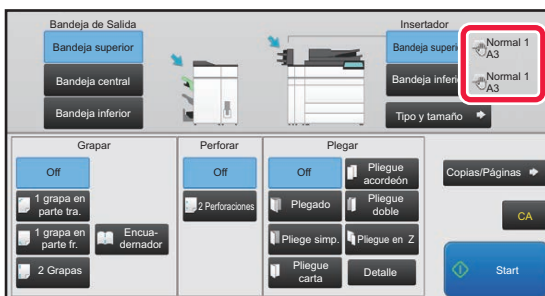 Bandeja de Salida
Insertador
Bandeja superior
Bandeja superi
Normal 1
A3
Bandeja central
Bandeja inferi
Normal 1
A3
Bandeja inferior
Tipo y tamaño
Grapar
Perforar
Plegar
Off
Off
Off
Pliegue
acordeón
Copias/Páginas
1 grapa en
parte tra.
2 Perforaciones
Plegado
Pliegue
doble
CA
1 grapa en
parte fr.
Encua-
dernador
Pliege simp.
Pliegue en Z
2 Grapas
Pliegue
carta
Detalle
Start